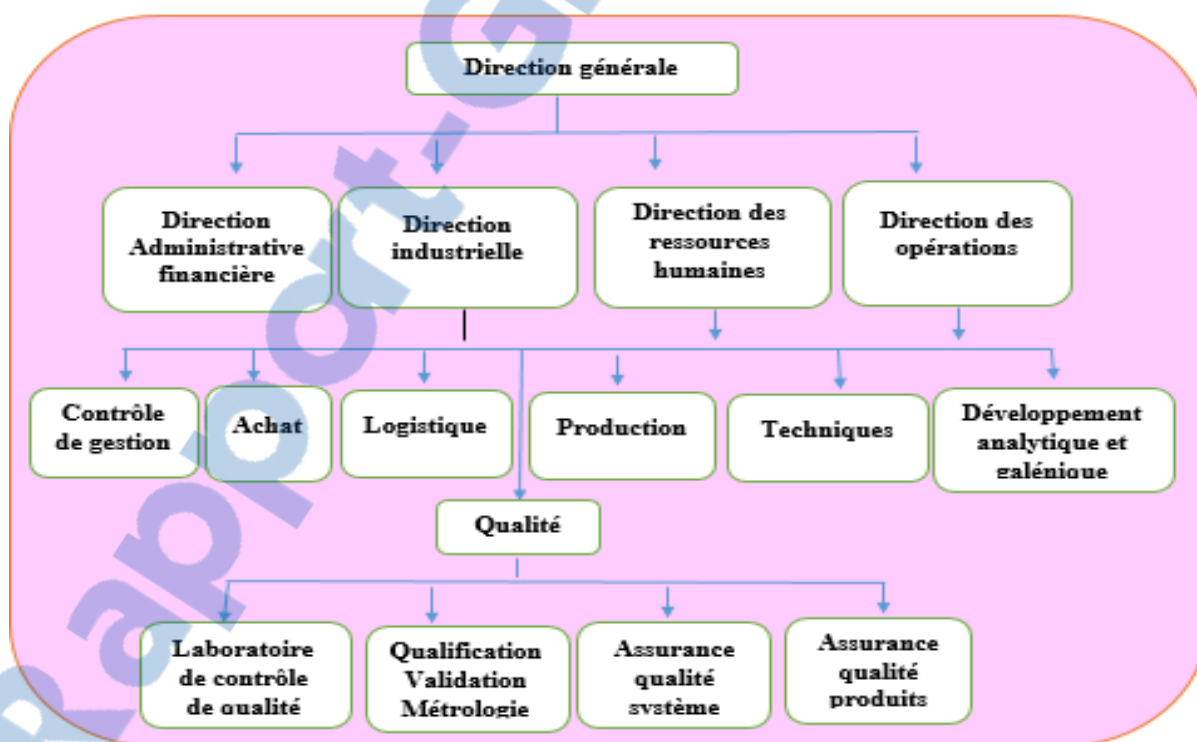 Direction générale
Direction
Administrative
financière
Direction
industrielle
Direction des
ressources
humaines
Direction des
opérations
Contrôle
de gestion
Achat
Logistique
Production
Techniques
Développement
analytique et
galénique
Qualité
Laboratoire
de contrôle
de qualité
Qualification
Validation
Métrologie
Assurance
qualité
système
Assurance
qualité
produits
Rapport-G